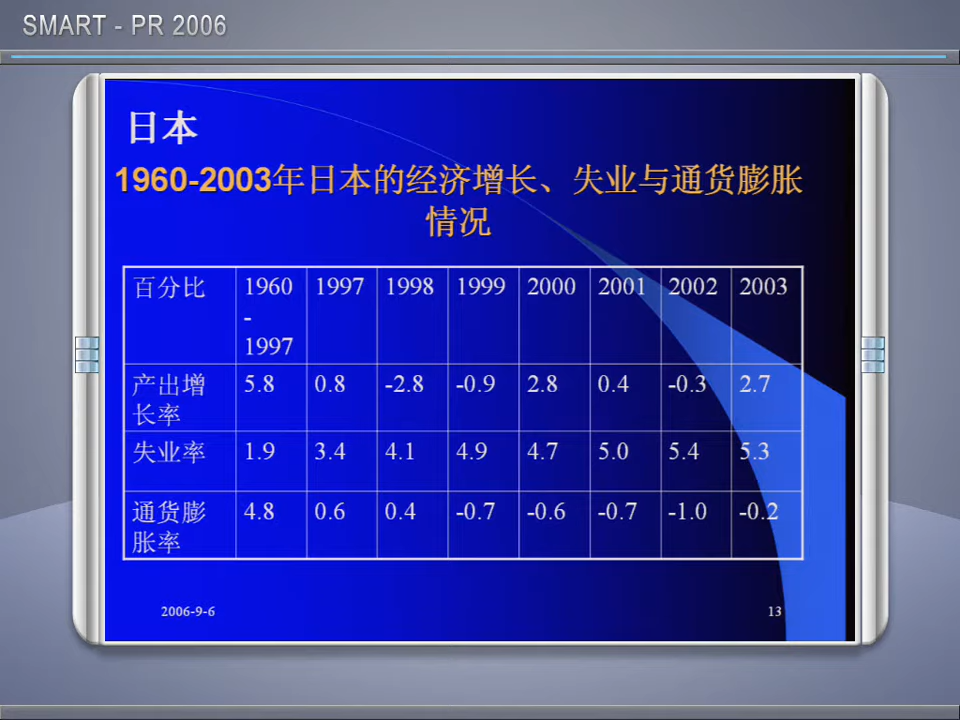 SMART - PR 2006
日本
1960-2003年日本的经济增长、失业与通货膨胀
情况
百分比 1960 1997 1998 1999 2000 2001 2002 2003
-
1997
产出增 5.8 0.8 -2.8 -0.9 2.8 0.4 -0.3 2.7
长率
失业率 1.9 3.4 4.1 4.9 4.7 5.0 5.4 5.3
通货膨 4.8 0.6 0.4 -0.7 -0.6 -0.7 -1.0 -0.2
胀率
2006-9-6 13